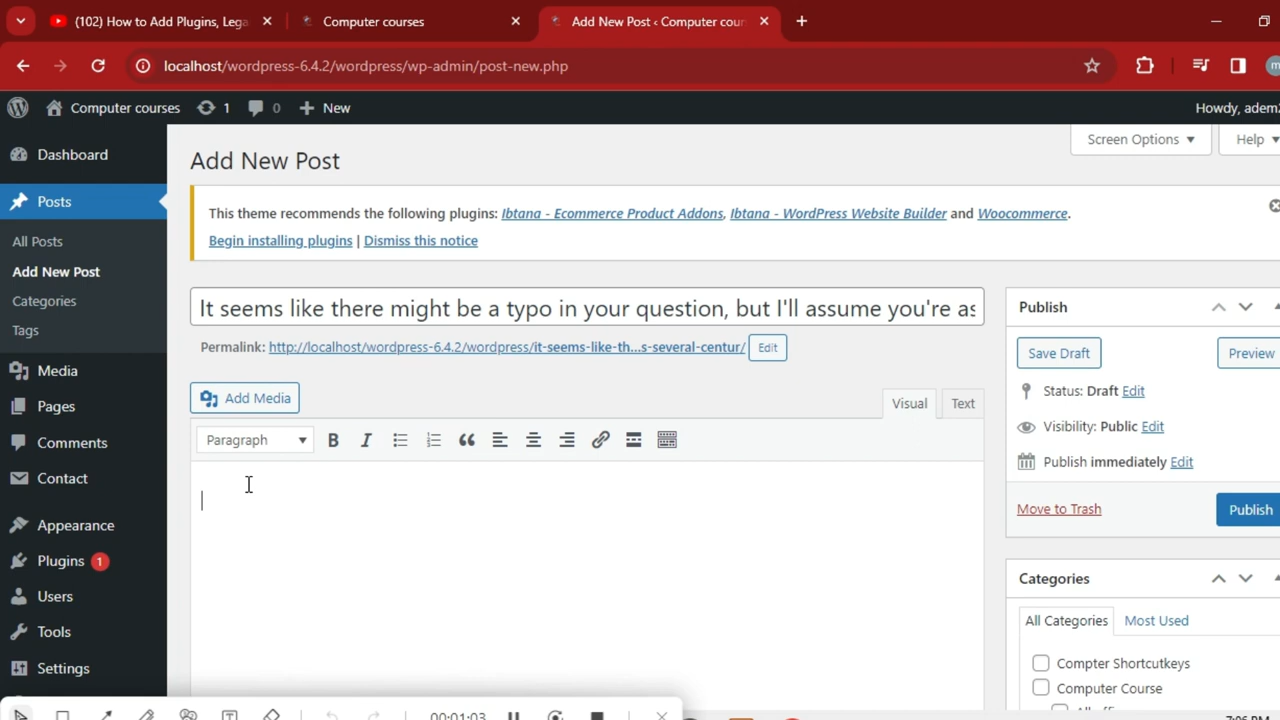 (102) How to Add Plugins, Lega
Computer courses
Add New Post ‹ Computer cour
localhost/wordpress-6.4.2/wordpress/wp-admin/post-new.php
m
Computer courses
1
0
New
Howdy, adem2
Dashboard
Posts
All Posts
Add New Post
Categories
Tags
Media
Pages
Comments
Contact
Appearance
Plugins 1
Users
Tools
Settings
Screen Options
Help
Add New Post
This theme recommends the following plugins: Ibtana - Ecommerce Product Addons, Ibtana - WordPress Website Builder and Woocommerce.
Begin installing plugins | Dismiss this notice
It seems like there might be a typo in your question, but I'll assume you're as
Permalink: http://localhost/wordpress-6.4.2/wordpress/it-seems-like-th...s-several-centur/ Edit
Add Media
Visual
Text
Paragraph
B I
Publish
Save Draft
Preview
Status: Draft Edit
Visibility: Public Edit
Publish immediately Edit
Move to Trash
Publish
Categories
All Categories
Most Used
Compter Shortcutkeys
Computer Course
00:01:03